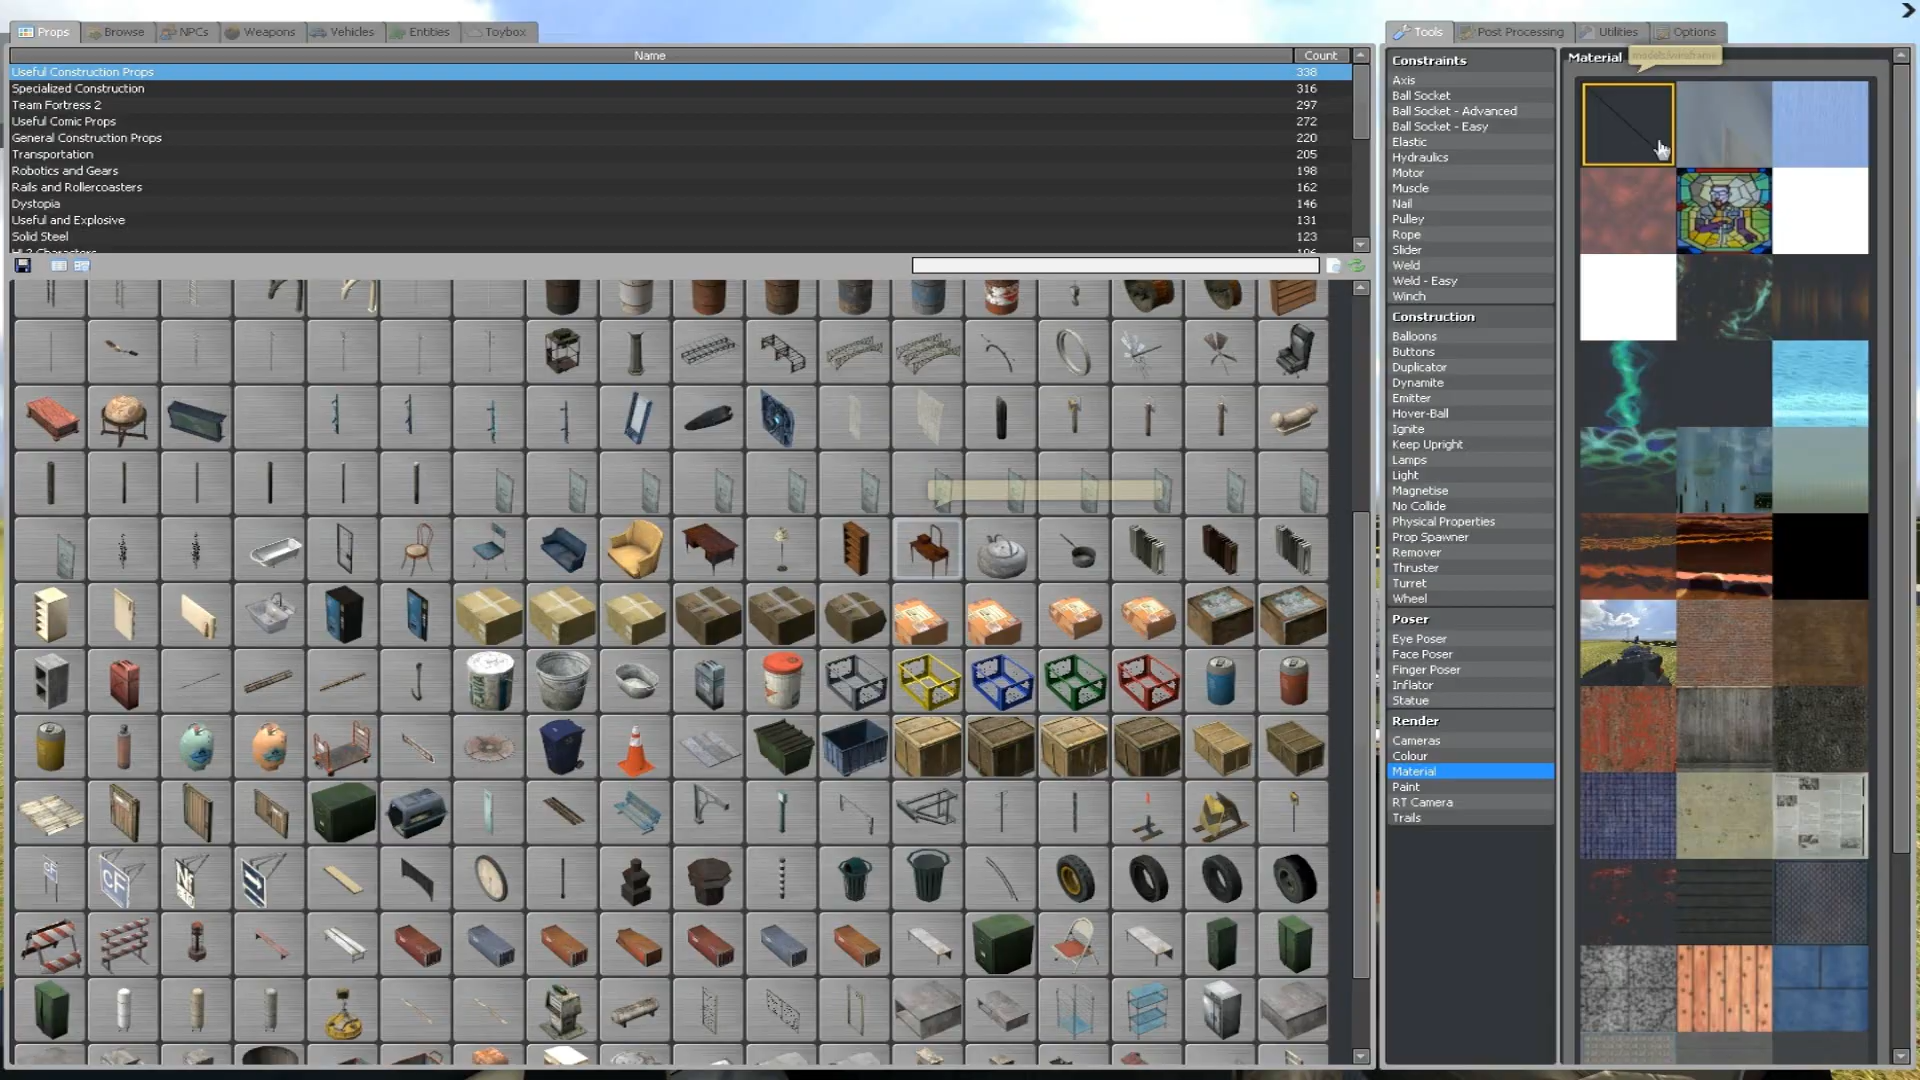 Props
Browse
NPCs
Weapons
Vehicles
Entities
Toybox
Name
Count
Useful Construction Props
338
Specialized Construction
316
Team Fortress 2
297
Useful Comic Props
272
General Construction Props
220
Transportation
205
Robotics and Gears
198
Rails and Rollercoasters
162
Dystopia
146
Useful and Explosive
131
Solid Steel
123
Tools
Post Processing
Utilities
Options
Constraints
Axis
Ball Socket
Ball Socket - Advanced
Ball Socket - Easy
Elastic
Hydraulics
Motor
Muscle
Nail
Pulley
Rope
Slider
Weld
Weld - Easy
Winch
Construction
Balloons
Buttons
Duplicator
Dynamite
Emitter
Hover-Ball
Ignite
Keep Upright
Lamps
Light
Magnetise
No Collide
Physical Properties
Prop Spawner
Remover
Thruster
Turret
Wheel
Poser
Eye Poser
Face Poser
Finger Poser
Inflator
Statue
Render
Cameras
Colour
Material
Paint
RT Camera
Trails
Material
models/wireframe
CF
CF
Nf